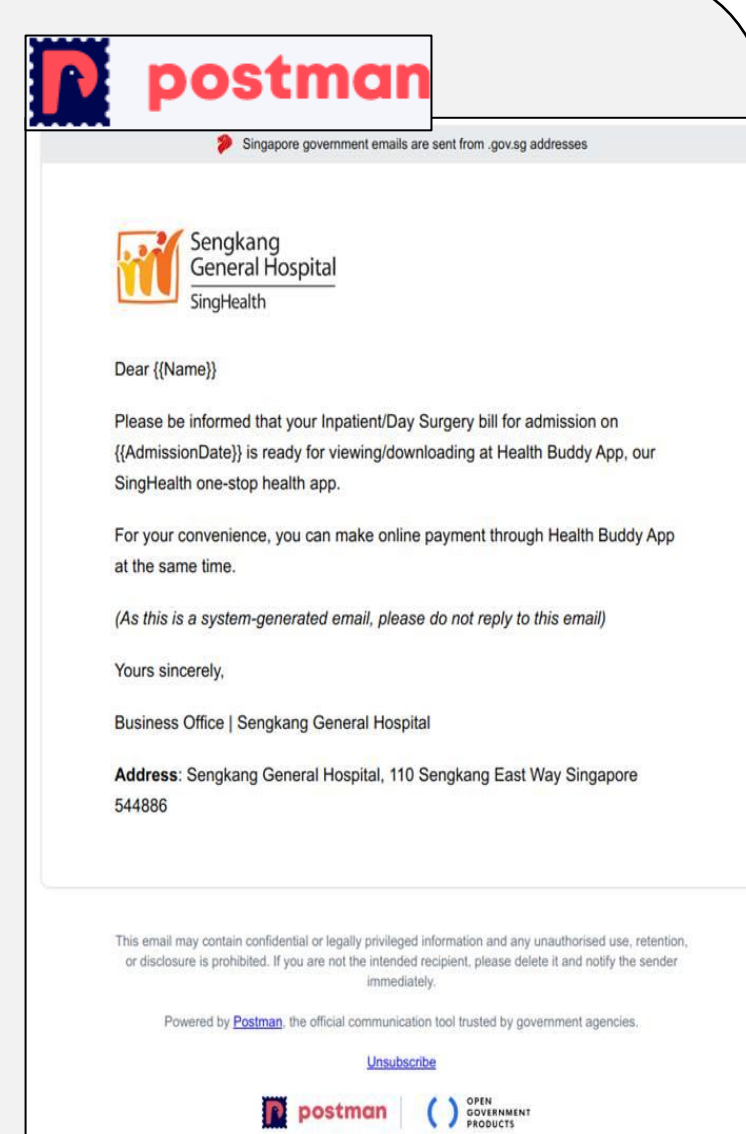 postman
Singapore government emails are sent from .gov.sg addresses
Sengkang
General Hospital
SingHealth
Dear {{Name}}
Please be informed that your Inpatient/Day Surgery bill for admission on
{{AdmissionDate}} is ready for viewing/downloading at Health Buddy App, our
SingHealth one-stop health app.
For your convenience, you can make online payment through Health Buddy App
at the same time.
(As this is a system-generated email, please do not reply to this email)
Yours sincerely,
Business Office | Sengkang General Hospital
Address: Sengkang General Hospital, 110 Sengkang East Way Singapore
544886
This email may contain confidential or legally privileged information and any unauthorised use, retention,
or disclosure is prohibited. If you are not the intended recipient, please delete it and notify the sender
immediately.
Powered by Postman, the official communication tool trusted by government agencies.
Unsubscribe
postman
OPEN
GOVERNMENT
PRODUCTS